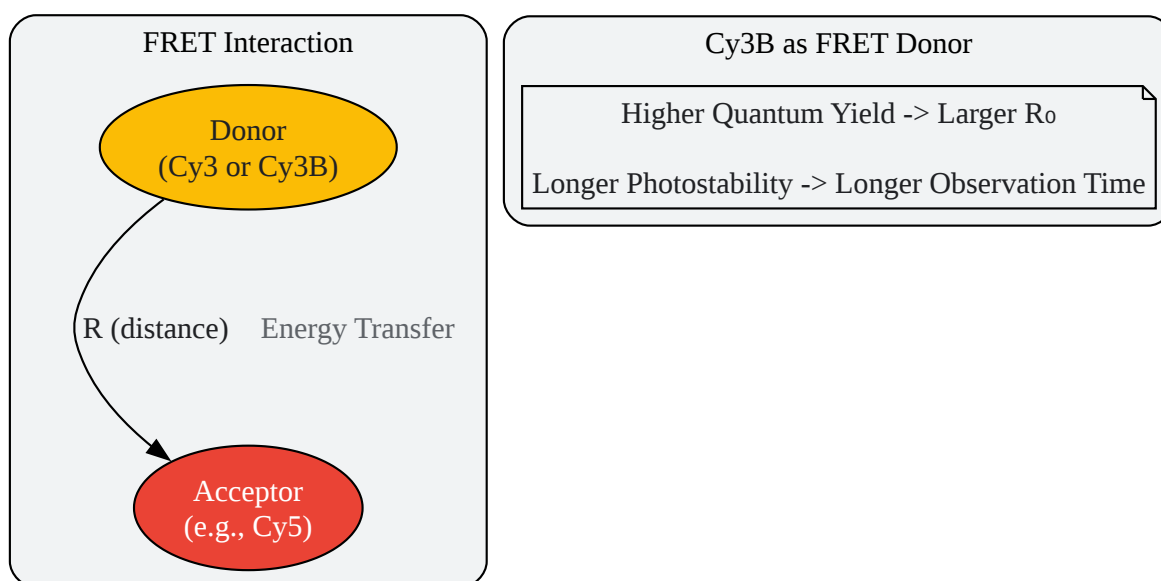 FRET Interaction
Donor
(Cy3 or Cy3B)
R (distance)
Energy Transfer
Acceptor
(e.g., Cy5)
Cy3B as FRET Donor
Higher Quantum Yield -> Larger R₀
Longer Photostability -> Longer Observation Time